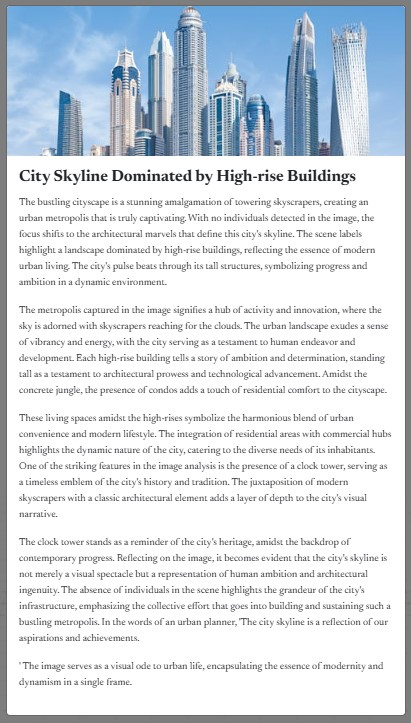 City Skyline Dominated by High-rise Buildings
The bustling cityscape is a stunning amalgamation of towering skyscrapers, creating an
urban metropolis that is truly captivating. With no individuals detected in the image, the
focus shifts to the architectural marvels that define this city's skyline. The scene labels
highlight a landscape dominated by high-rise buildings, reflecting the essence of modern
urban living. The city's pulse beats through its tall structures, symbolizing progress and
ambition in a dynamic environment.
The metropolis captured in the image signifies a hub of activity and innovation, where the
sky is adorned with skyscrapers reaching for the clouds. The urban landscape exudes a sense
of vibrancy and energy, with the city serving as a testament to human endeavor and
development. Each high-rise building tells a story of ambition and determination, standing
tall as a testament to architectural prowess and technological advancement. Amidst the
concrete jungle, the presence of condos adds a touch of residential comfort to the cityscape.
These living spaces amidst the high-rises symbolize the harmonious blend of urban
convenience and modern lifestyle. The integration of residential areas with commercial hubs
highlights the dynamic nature of the city, catering to the diverse needs of its inhabitants.
One of the striking features in the image analysis is the presence of a clock tower, serving as
a timeless emblem of the city's history and tradition. The juxtaposition of modern
skyscrapers with a classic architectural element adds a layer of depth to the city's visual
narrative.
The clock tower stands as a reminder of the city's heritage, amidst the backdrop of
contemporary progress. Reflecting on the image, it becomes evident that the city's skyline is
not merely a visual spectacle but a representation of human ambition and architectural
ingenuity. The absence of individuals in the scene highlights the grandeur of the city's
infrastructure, emphasizing the collective effort that goes into building and sustaining such a
bustling metropolis. In the words of an urban planner, 'The city skyline is a reflection of our
aspirations and achievements.
' The image serves as a visual ode to urban life, encapsulating the essence of modernity and
dynamism in a single frame.